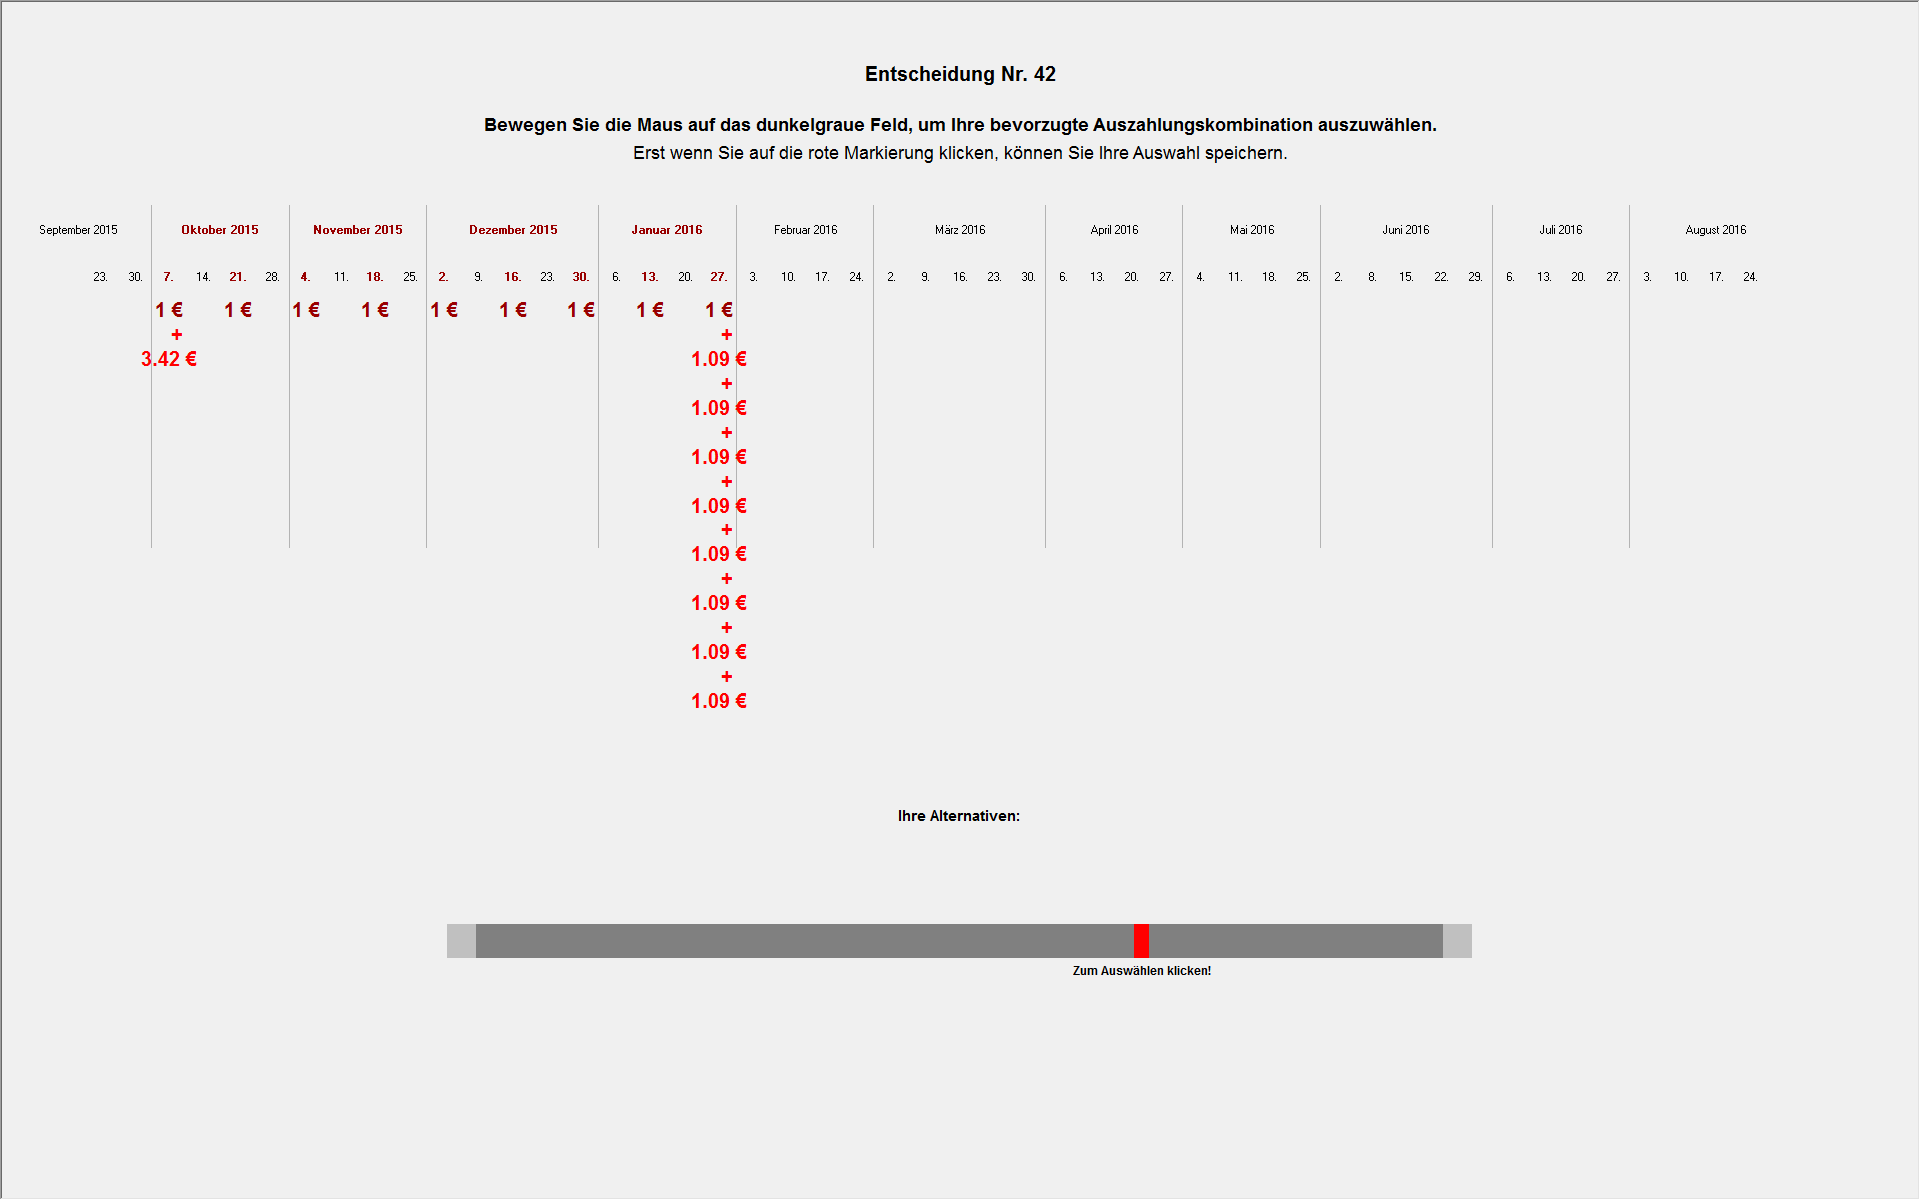 Entscheidung Nr. 42
Bewegen Sie die Maus auf das dunkelgraue Feld, um Ihre bevorzugte Auszahlungskombination auszuwählen.
Erst wenn Sie auf die rote Markierung klicken, können Sie Ihre Auswahl speichern.
September 2015 Oktober 2015 November 2015 Dezember 2015 Januar 2016 Februar 2016 März 2016 April 2016 Mai 2016 Juni 2016 Juli 2016 August 2016
23. 30. 7. 14. 21. 28. 4. 11. 18. 25. 2. 9. 16. 23. 30. 6. 13. 20. 27. 3. 10. 17. 24. 2. 9. 16. 23. 30. 6. 13. 20. 27. 4. 11. 18. 25. 2. 8. 15. 22. 29. 6. 13. 20. 27. 3. 10. 17. 24.
1 € 1 € 1 € 1 € 1 € 1 € 1 € 1 € 1 €
+ +
3.42 € 1.09 €
+
1.09 €
+
1.09 €
+
1.09 €
+
1.09 €
+
1.09 €
+
1.09 €
+
1.09 €
Ihre Alternativen:
Zum Auswählen klicken!